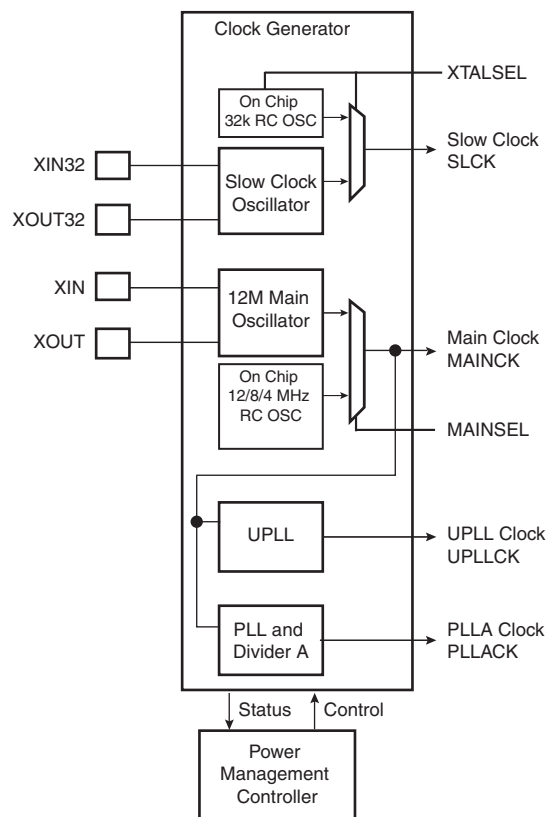 Clock Generator
XTALSEL
On Chip
32k RC OSC
Slow Clock
SLCK
XIN32
Slow Clock
Oscillator
XOUT32
XIN
12M Main
Oscillator
XOUT
Main Clock
MAINCK
On Chip
12/8/4 MHz
RC OSC
MAINSEL
UPLL
UPLL Clock
UPLLCK
PLL and
Divider A
PLLA Clock
PLLACK
Status
Control
Power
Management
Controller